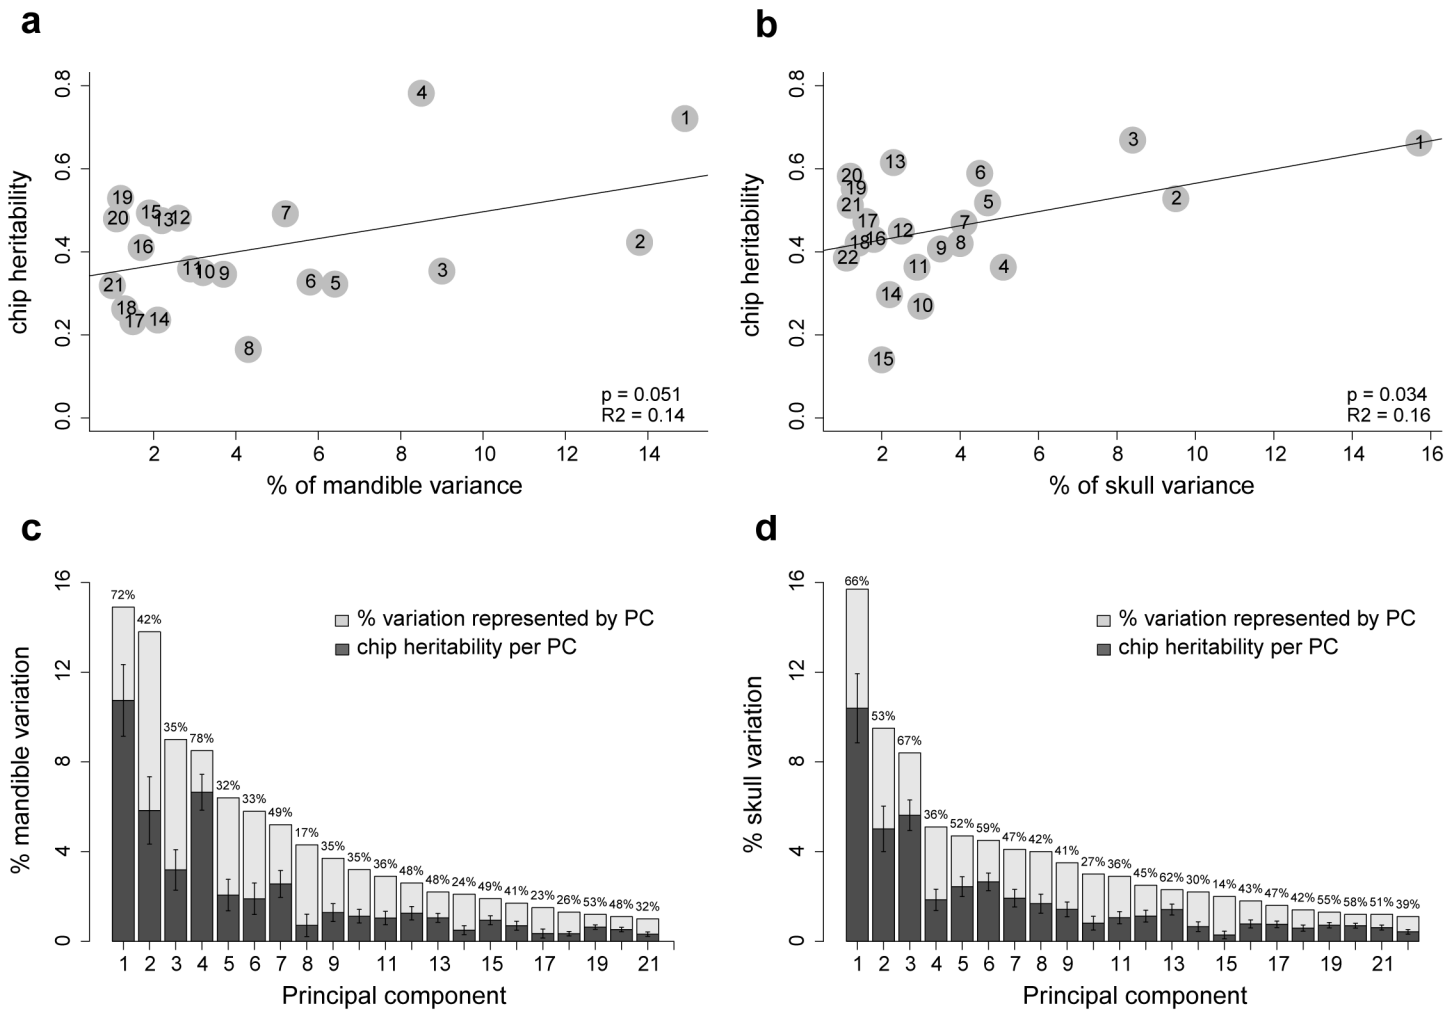 a
0.8
0.6
0.4
0.2
0.0
chip heritability
1
2
3
4
5
6
7
8
9
10
11
12
13
14
15
16
17
18
19
20
21
p = 0.051
R2 = 0.14
2 4 6 8 10 12 14
% of mandible variance
b
0.8
0.6
0.4
0.2
0.0
chip heritability
1
2
3
4
5
6
7
8
9
10
11
12
13
14
15
16
17
18
19
20
21
22
p = 0.034
R2 = 0.16
2 4 6 8 10 12 14 16
% of skull variance
c
16
12
8
4
0
% mandible variation
% variation represented by PC
chip heritability per PC
72% 42% 35% 78% 32% 33% 49% 17% 35% 35% 36% 48% 48% 24% 49% 41% 23% 26% 53% 48% 32%
1 2 3 4 5 6 7 8 9 11 13 15 17 19 21
Principal component
d
16
12
8
4
0
% skull variation
% variation represented by PC
chip heritability per PC
66% 53% 67% 36% 52% 59% 47% 42% 41% 27% 36% 45% 62% 30% 14% 43% 47% 42% 55% 58% 51% 39%
1 2 3 4 5 6 7 8 9 11 13 15 17 19 21
Principal component